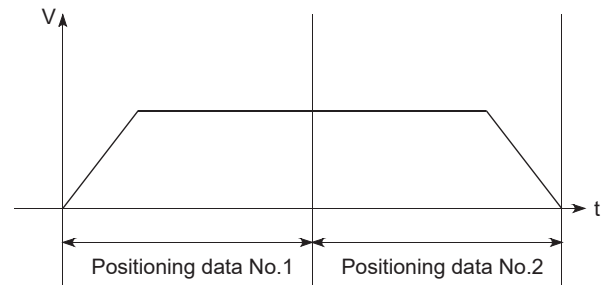 V
t
Positioning data No.1
Positioning data No.2